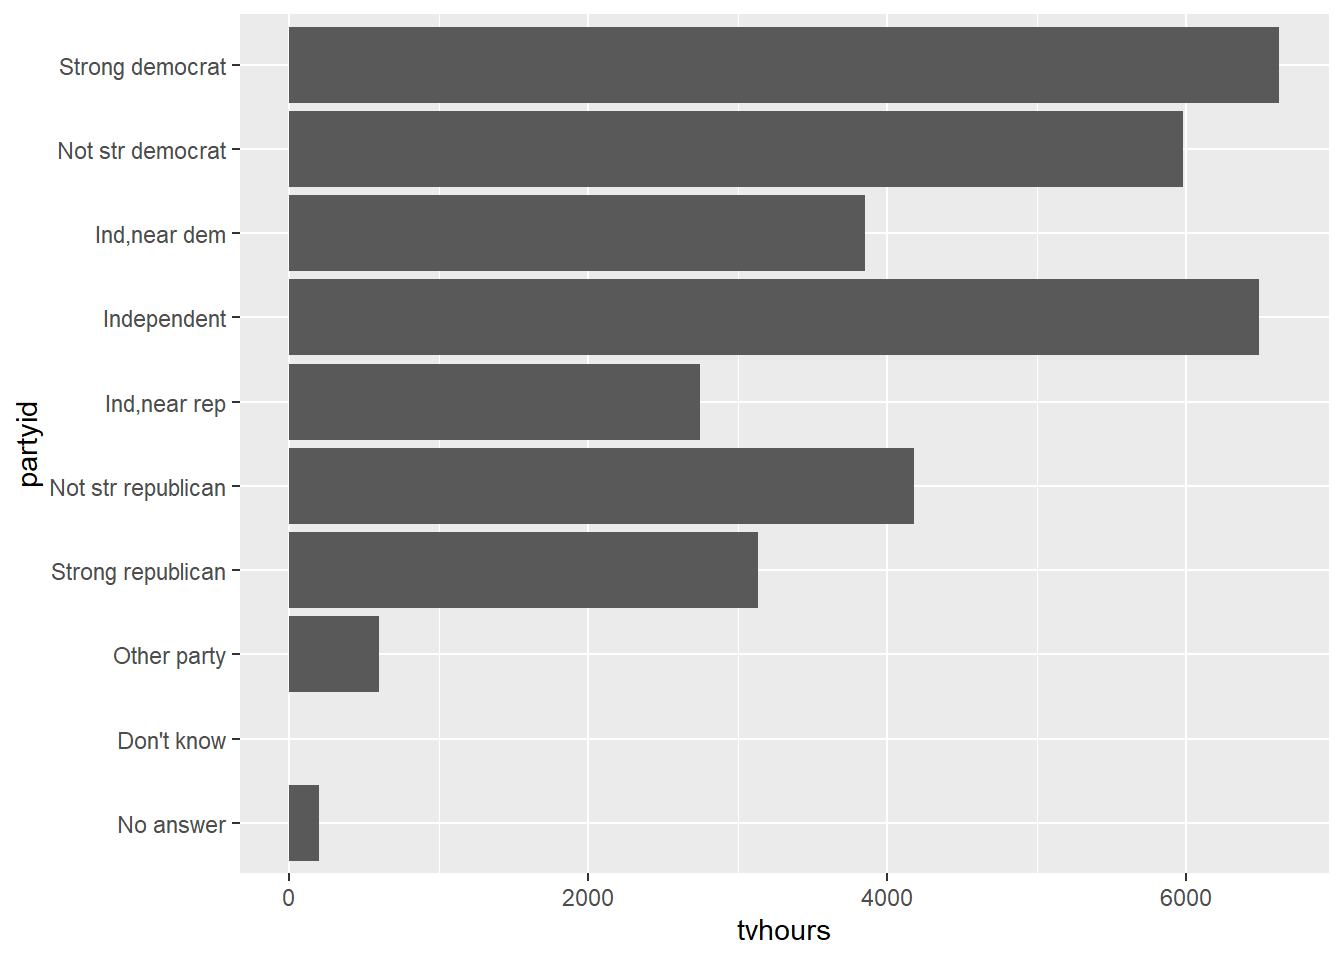 Strong democrat
Not str democrat
Ind,near dem
Independent
Ind,near rep
Not str republican
Strong republican
Other party
Don't know
No answer
partyid
0 2000 4000 6000
tvhours